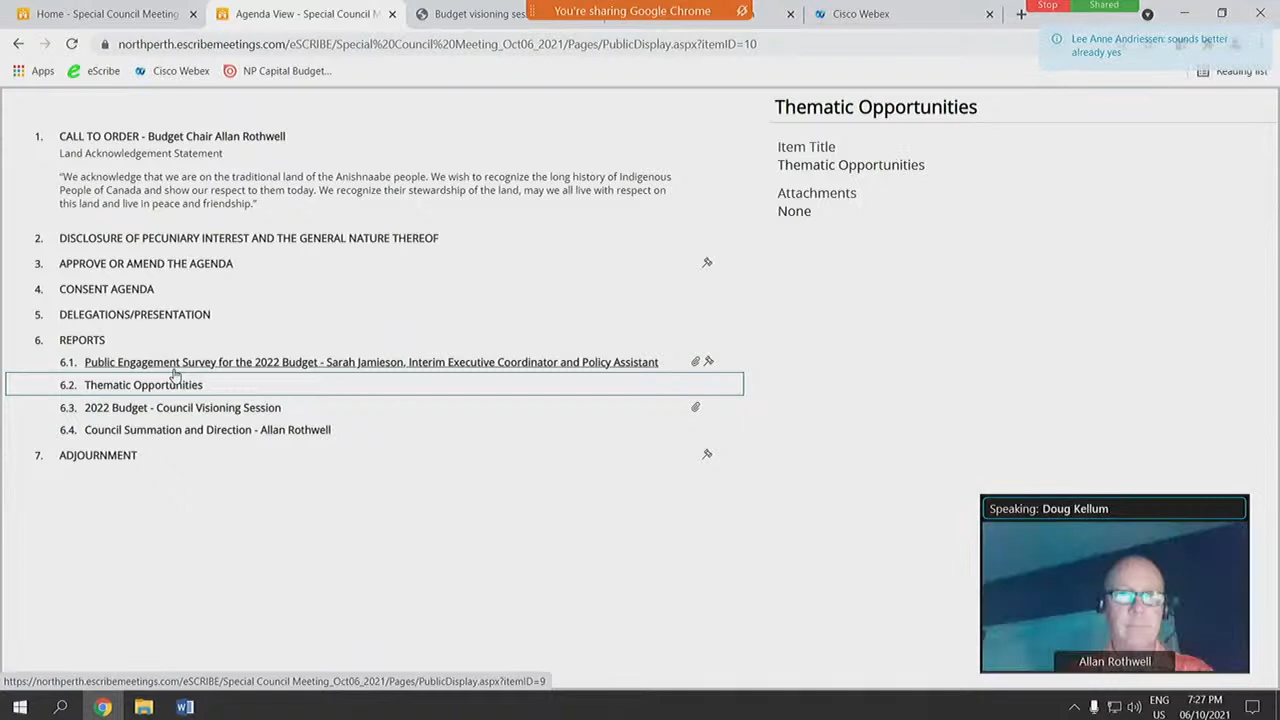 Home - Special Council Meeting
Agenda View - Special Council M
Budget visioning ses
You're sharing Google Chrome
Cisco Webex
Stop
Shared
northperth.escribemeetings.com/eSCRIBE/Special%20Council%20Meeting_Oct06_2021/Pages/PublicDisplay.aspx?itemID=10
Lee Anne Andriessen: sounds better
already yes
Apps
eScribe
Cisco Webex
NP Capital Budget...
Reading list
1. CALL TO ORDER - Budget Chair Allan Rothwell
Land Acknowledgement Statement
"We acknowledge that we are on the traditional land of the Anishnaabe people. We wish to recognize the long history of Indigenous
People of Canada and show our respect to them today. We recognize their stewardship of the land, may we all live with respect on
this land and live in peace and friendship."
2. DISCLOSURE OF PECUNIARY INTEREST AND THE GENERAL NATURE THEREOF
3. APPROVE OR AMEND THE AGENDA
4. CONSENT AGENDA
5. DELEGATIONS/PRESENTATION
6. REPORTS
6.1. Public Engagement Survey for the 2022 Budget - Sarah Jamieson, Interim Executive Coordinator and Policy Assistant
6.2. Thematic Opportunities
6.3. 2022 Budget - Council Visioning Session
6.4. Council Summation and Direction - Allan Rothwell
7. ADJOURNMENT
Thematic Opportunities
Item Title
Thematic Opportunities
Attachments
None
Speaking: Doug Kellum
Allan Rothwell
https://northperth.escribemeetings.com/eSCRIBE/Special Council Meeting_Oct06_2021/Pages/PublicDisplay.aspx?itemID=9
ENG
US
7:27 PM
06/10/2021